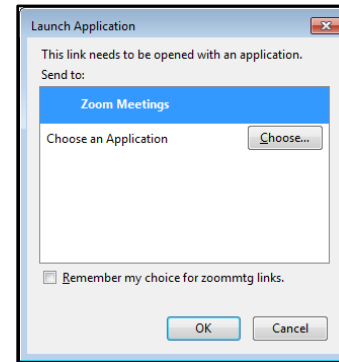 Launch Application
This link needs to be opened with an application.
Send to:
Zoom Meetings
Choose an Application Choose...
Remember my choice for zoommtg links.
OK Cancel